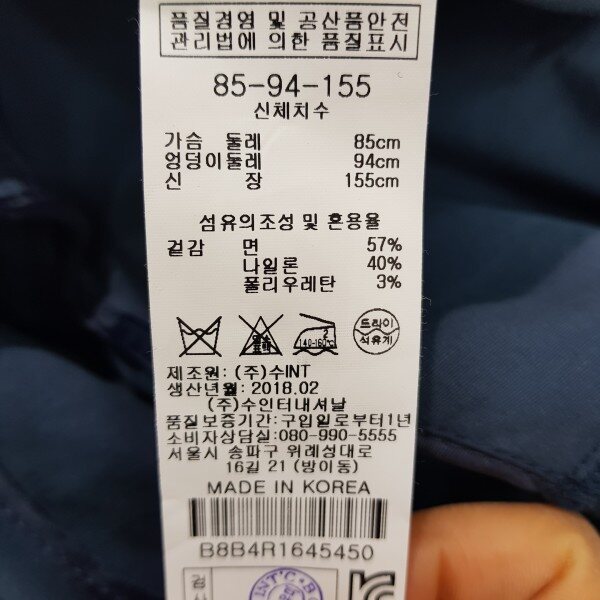 품질경영 및 공산품안전
관리법에 의한 품질표시
85-94-155
신체치수
가슴 둘레 85cm
엉덩이둘레 94cm
신 장 155cm
섬유의조성 및 혼용율
겉감 면 57%
나일론 40%
폴리우레탄 3%
140-160℃
드라이
석유계
제조원: (주)수INT
생산년월: 2018.02
(주)수인터내셔날
품질보증기간: 구입일로부터1년
소비자상담실:080-990-5555
서울시 송파구 위례성대로
16길 21 (방이동)
MADE IN KOREA
B8B4R1645450
검
INT'C